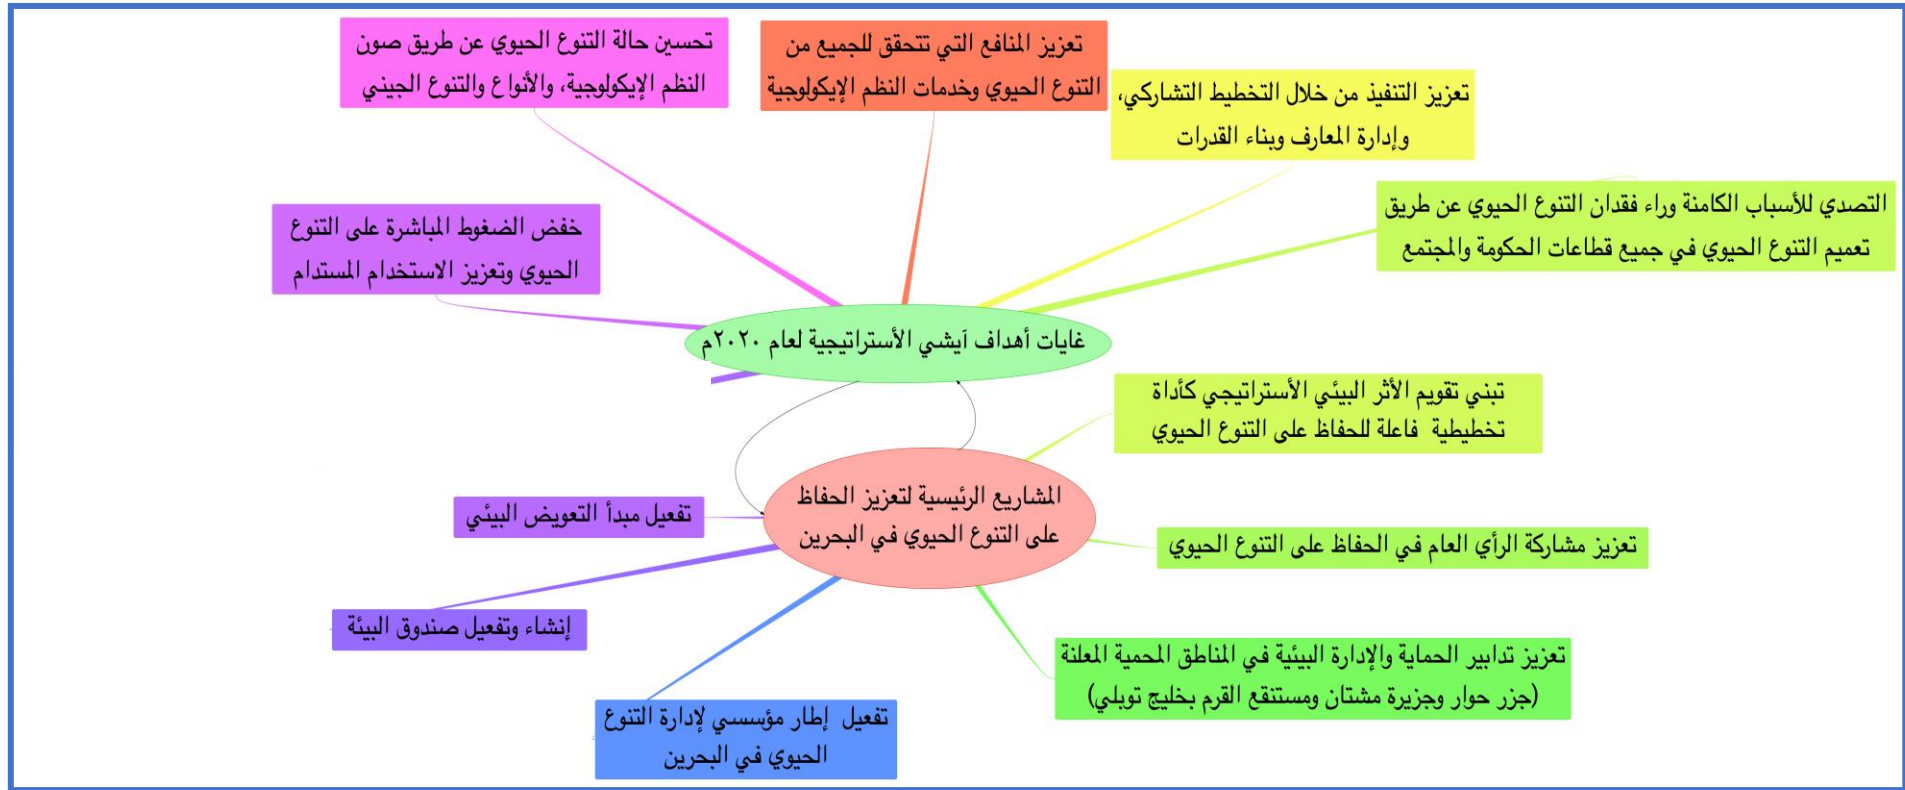 تحسين حالة التنوع الحيوي عن طريق صون
النظم الإيكولوجية، والأنواع والتنوع الجيني
تعزيز المنافع التي تتحقق للجميع من
التنوع الحيوي وخدمات النظم الإيكولوجية
تعزيز التنفيذ من خلال التخطيط التشاركي،
وإدارة المعارف وبناء القدرات
التصدي للأسباب الكامنة وراء فقدان التنوع الحيوي عن طريق
تعميم التنوع الحيوي في جميع قطاعات الحكومة والمجتمع
خفض الضغوط المباشرة على التنوع
الحيوي وتعزيز الاستخدام المستدام
غايات أهداف آيشي الأستراتيجية لعام ٢٠٢٠م
تبني تقويم الأثر البيئي الأستراتيجي كأداة
تخطيطية فاعلة للحفاظ على التنوع الحيوي
المشاريع الرئيسية لتعزيز الحفاظ
على التنوع الحيوي في البحرين
تفعيل مبدأ التعويض البيئي
تعزيز مشاركة الرأي العام في الحفاظ على التنوع الحيوي
إنشاء وتفعيل صندوق البيئة
تعزيز تدابير الحماية والإدارة البيئية في المناطق المحمية المعلنة
(جزر حوار وجزيرة مشتان ومستنقع القرم بخليج توبلي)
تفعيل إطار مؤسسي لإدارة التنوع
الحيوي في البحرين